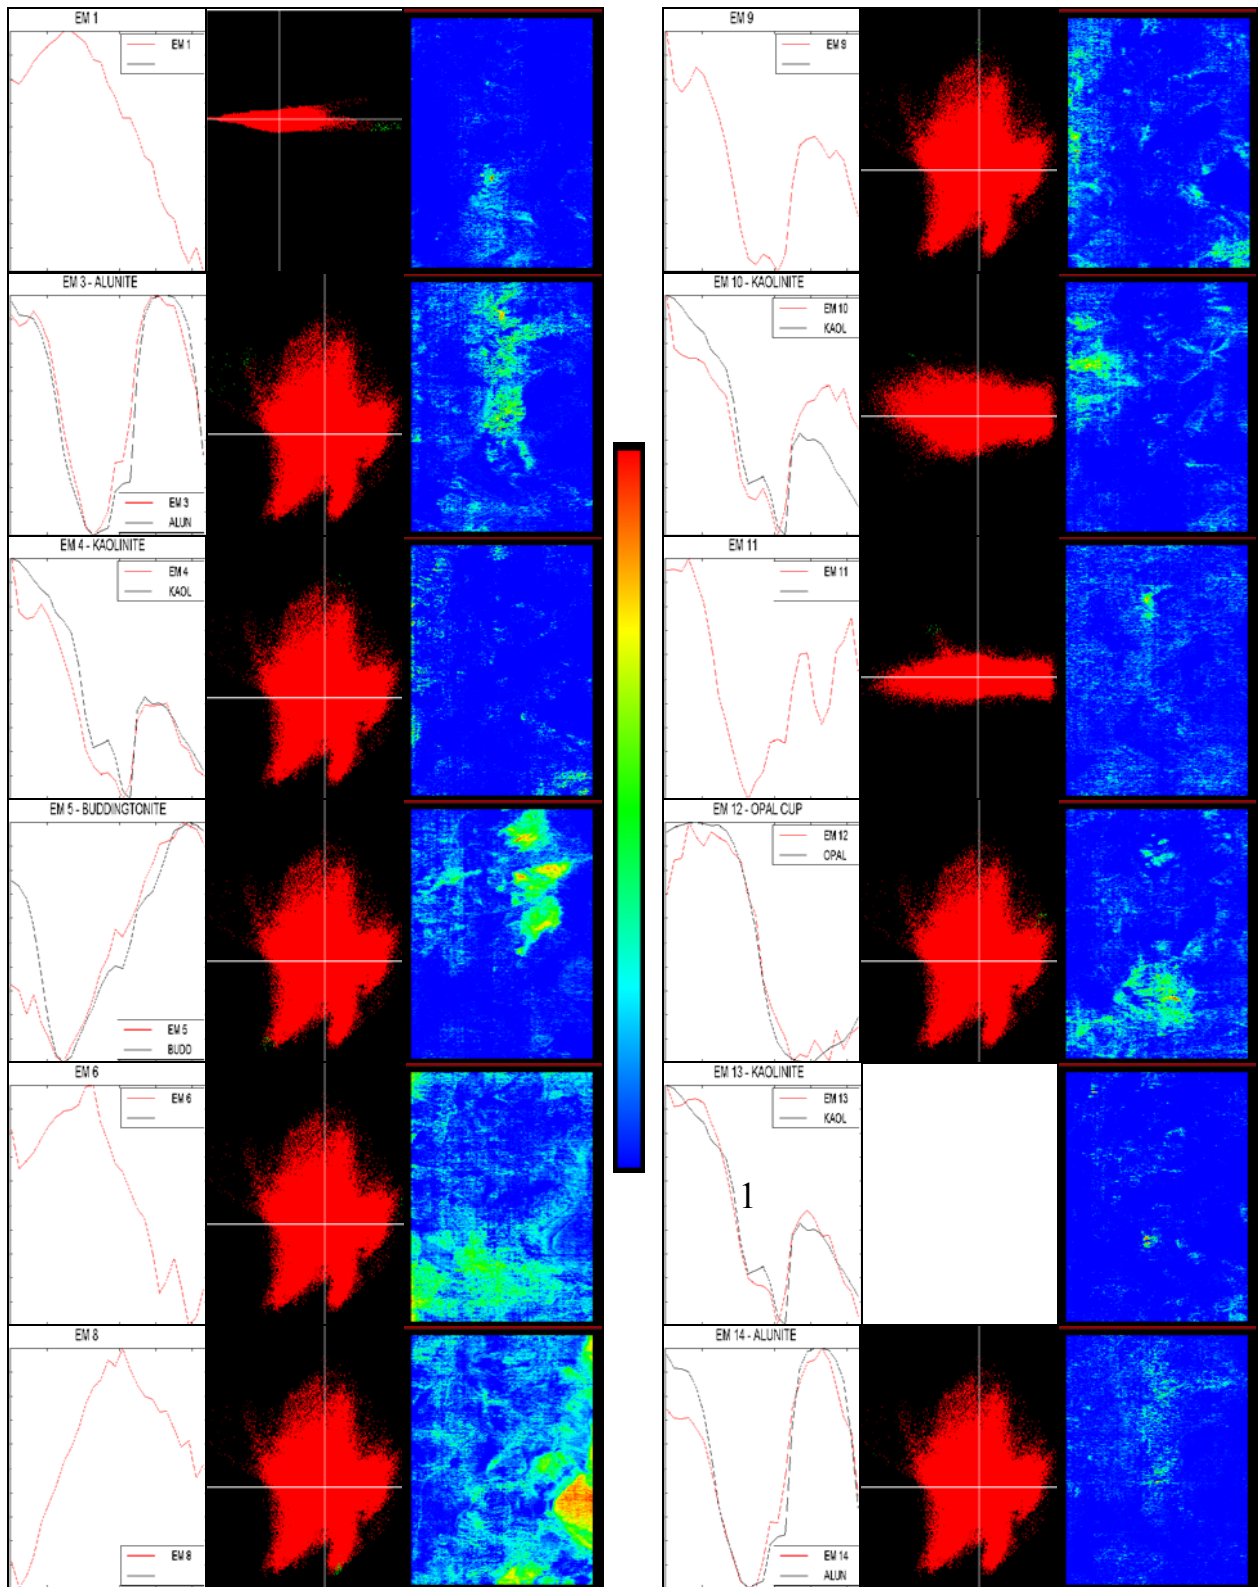 EM 1
EM 1
EM 3 - ALUNITE
EM 3
ALUN
EM 4 - KAOLINITE
EM 4
KAOL
EM 5 - BUDDINGTONITE
EM 5
BUDD
EM 6
EM 6
EM 8
EM 8
EM 9
EM 9
EM 10 - KAOLINITE
EM 10
KAOL
EM 11
EM 11
EM 12 - OPAL CUP
EM 12
OPAL
EM 13 - KAOLINITE
EM 13
KAOL
1
EM 14 - ALUNITE
EM 14
ALUN